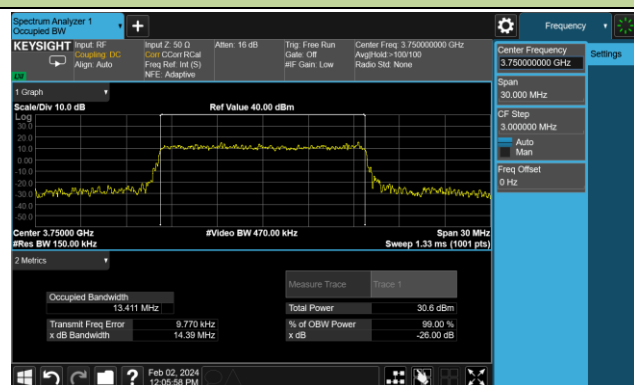 Spectrum Analyzer 1
Occupied BW
+
Frequency
KEYSIGHT
Input: RF
Coupling: DC
Align: Auto
Input Z: 50 Ω
Corr CCorr RCal
Freq Ref: Int (S)
NFE: Adaptive
Atten: 16 dB
Trig: Free Run
Gate: Off
#IF Gain: Low
Center Freq: 3.750000000 GHz
Avg|Hold:>100/100
Radio Std: None
Center Frequency
3.750000000 GHz
Settings
Span
30.000 MHz
CF Step
3.000000 MHz
Auto
Man
Freq Offset
0 Hz
1 Graph
Scale/Div 10.0 dB
Ref Value 40.00 dBm
Log
30.0
20.0
10.0
0.00
-10.0
-20.0
-30.0
-40.0
-50.0
Center 3.75000 GHz
#Video BW 470.00 kHz
Span 30 MHz
#Res BW 150.00 kHz
Sweep 1.33 ms (1001 pts)
2 Metrics
Measure Trace
Trace 1
Occupied Bandwidth
13.411 MHz
Total Power
30.6 dBm
Transmit Freq Error
9.770 kHz
% of OBW Power
99.00 %
x dB Bandwidth
14.39 MHz
x dB
-26.00 dB
?
Feb 02, 2024
12:05:58 PM